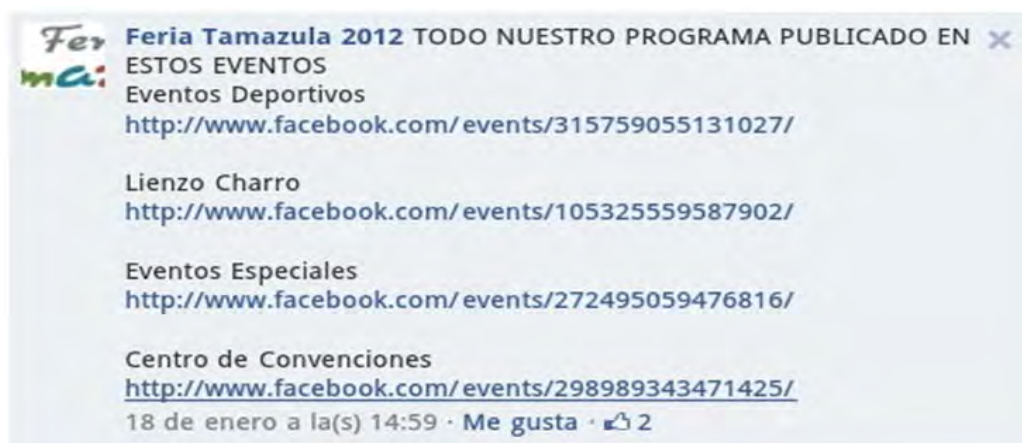 Fer
ma
Feria Tamazula 2012 TODO NUESTRO PROGRAMA PUBLICADO EN
ESTOS EVENTOS
Eventos Deportivos
http://www.facebook.com/events/315759055131027/
Lienzo Charro
http://www.facebook.com/events/105325559587902/
Eventos Especiales
http://www.facebook.com/events/272495059476816/
Centro de Convenciones
http://www.facebook.com/events/298989343471425/
18 de enero a la(s) 14:59 · Me gusta · 2